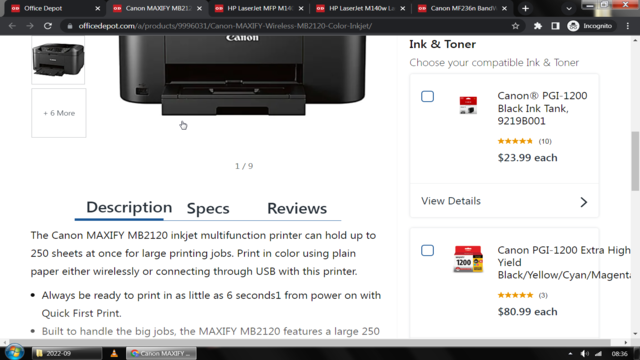 Office Depot
Canon MAXIFY MB212
HP LaserJet MFP M140
HP LaserJet M140w La
Canon MF236n BandW
officedepot.com/a/products/9996031/Canon-MAXIFY-Wireless-MB2120-Color-Inkjet/
Incognito
Canon
+ 6 More
1 / 9
Description
Specs
Reviews
The Canon MAXIFY MB2120 inkjet multifunction printer can hold up to
250 sheets at once for large printing jobs. Print in color using plain
paper either wirelessly or connecting through USB with this printer.
• Always be ready to print in as little as 6 seconds1 from power on with
Quick First Print.
• Built to handle the big jobs, the MAXIFY MB2120 features a large 250
Ink & Toner
Choose your compatible Ink & Toner
Canon® PGI-1200
Black Ink Tank,
9219B001
(10)
$23.99 each
View Details
1200
Canon PGI-1200 Extra High
Yield
Black/Yellow/Cyan/Magenta
(3)
$80.99 each
2022-09
Canon MAXIFY ...
08:36